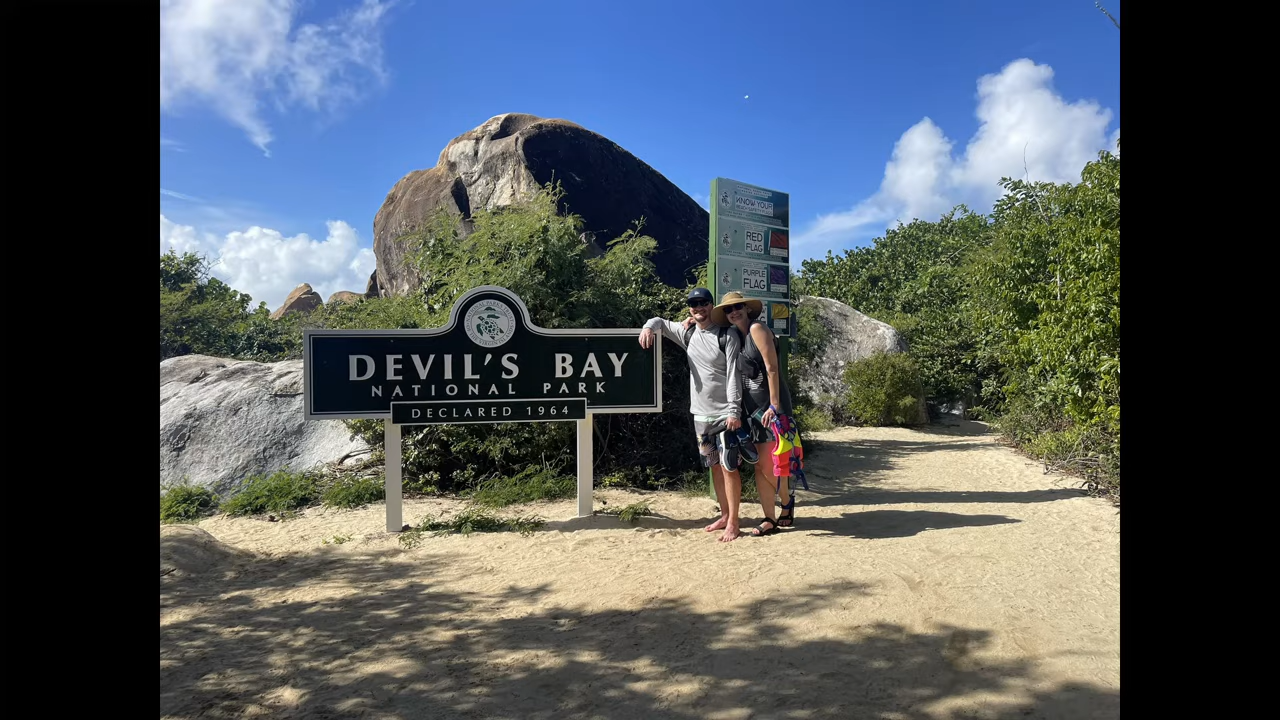 DEVIL'S BAY
NATIONAL PARK
DECLARED 1964
KNOW YOUR
RED
FLAG
PURPLE
FLAG